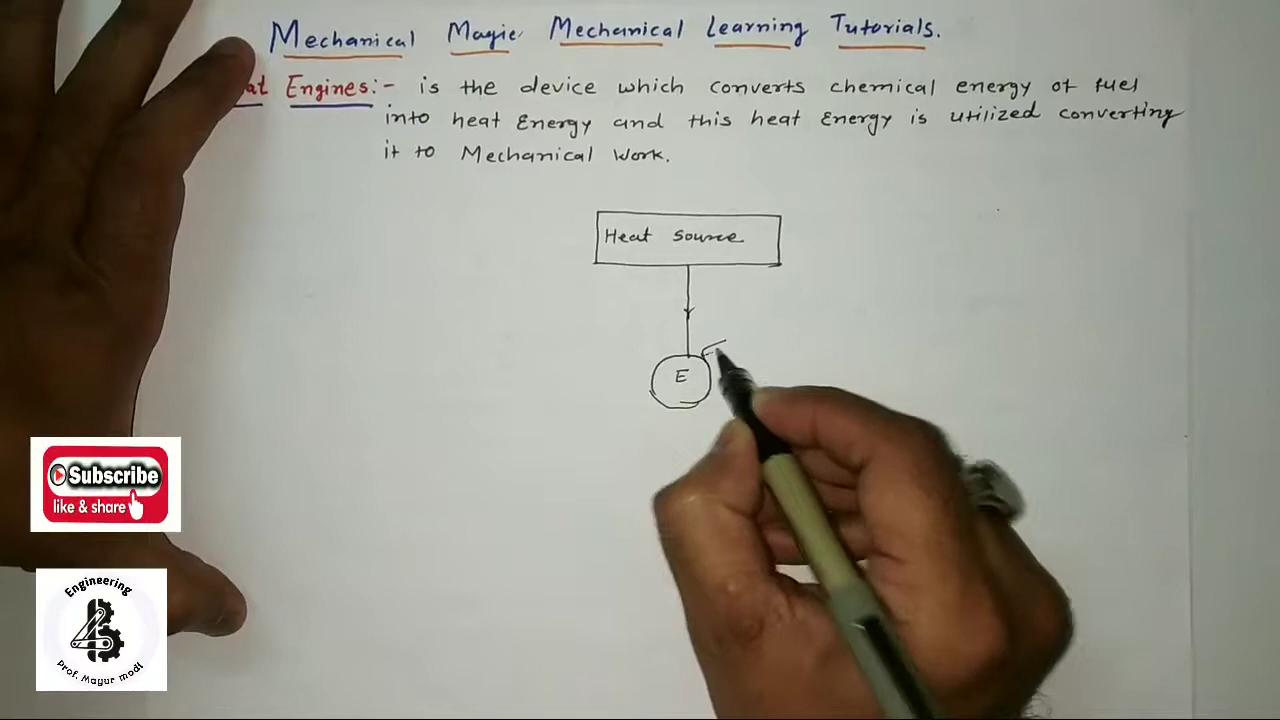 Mechanical Magic Mechanical Learning Tutorials.
Engines:- is the device which converts chemical energy of fuel
into heat Energy and this heat Energy is utilized converting
it to Mechanical Work.
Heat Source
E
Subscribe
like & share
Engineering
Prof. Mayur modi